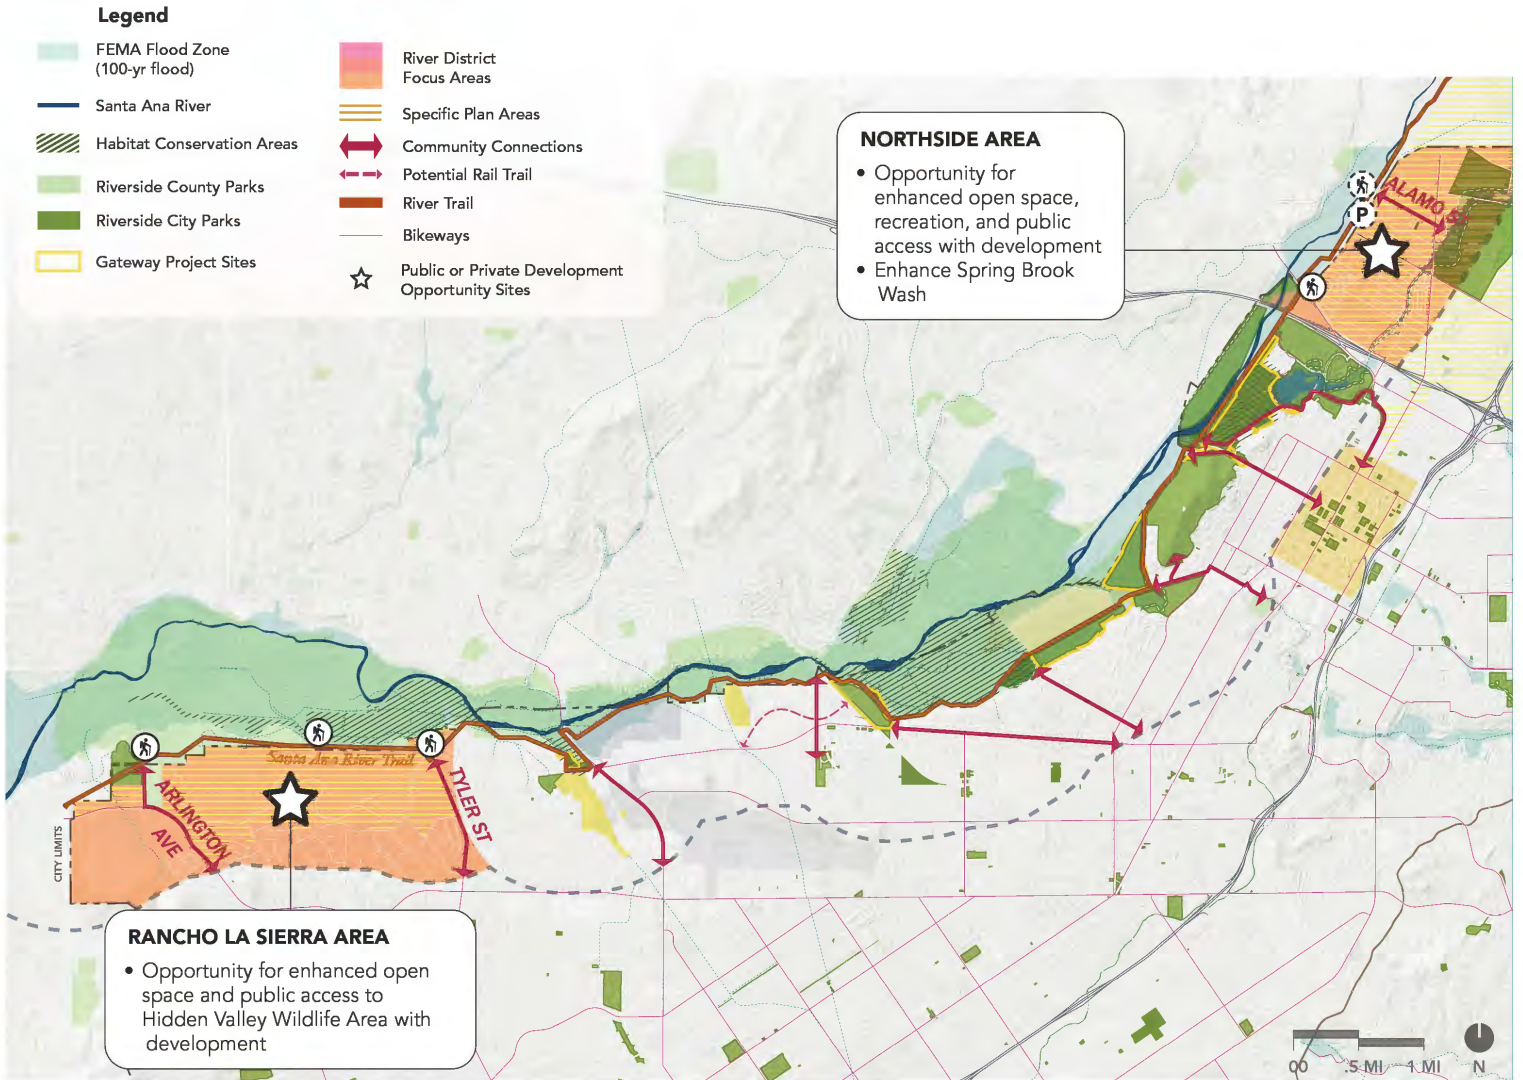 Legend
FEMA Flood Zone
(100-yr flood)
Santa Ana River
Habitat Conservation Areas
Riverside County Parks
Riverside City Parks
Gateway Project Sites
River District
Focus Areas
Specific Plan Areas
Community Connections
Potential Rail Trail
River Trail
Bikeways
Public or Private Development
Opportunity Sites
NORTHSIDE AREA
• Opportunity for
enhanced open space,
recreation, and public
access with development
• Enhance Spring Brook
Wash
P
ALAMO ST
Santa Ana River Trail
ARLINGTON
AVE
TYLER ST
CITY LIMITS
RANCHO LA SIERRA AREA
• Opportunity for enhanced open
space and public access to
Hidden Valley Wildlife Area with
development
00 .5 MI 1 MI N